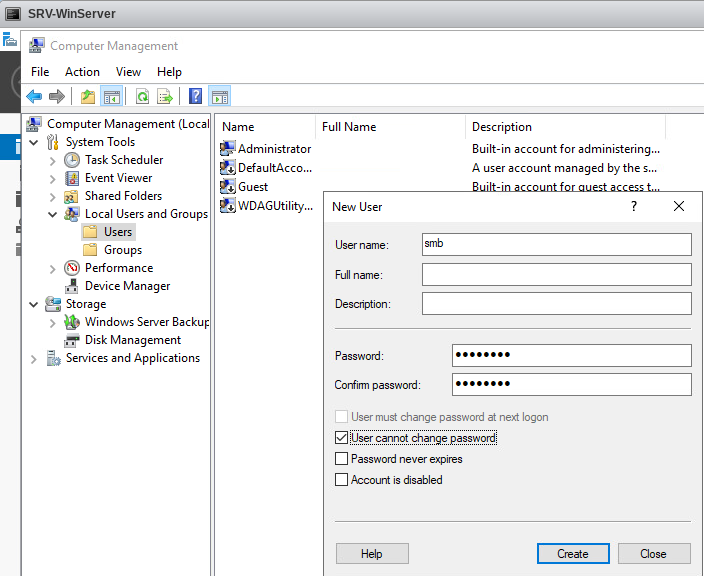 SRV-WinServer
Computer Management
File Action View Help
Computer Management (Local
System Tools
Task Scheduler
Event Viewer
Shared Folders
Local Users and Groups
Users
Groups
Performance
Device Manager
Storage
Windows Server Backup
Disk Management
Services and Applications
Name Full Name Description
Administrator Built-in account for administering...
DefaultAcco... A user account managed by the s...
Guest Built-in account for guest access t...
WDAGUtility...
New User ? X
User name: smb
Full name:
Description:
Password: ●●●●●●●●
Confirm password: ●●●●●●●●
User must change password at next logon
User cannot change password
Password never expires
Account is disabled
Help Create Close